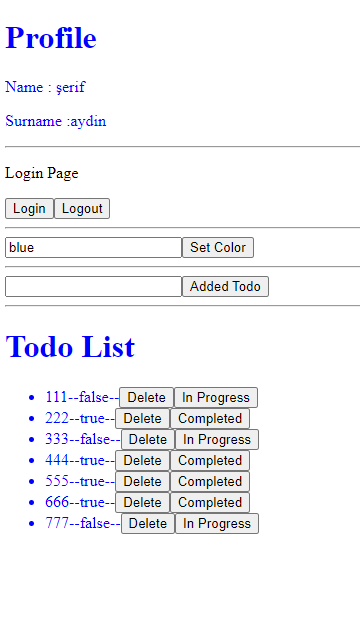 Profile
Name : şerif
Surname :aydin
Login Page
Login Logout
blue Set Color
Added Todo
Todo List
111--false-- Delete In Progress
222--true-- Delete Completed
333--false-- Delete In Progress
444--true-- Delete Completed
555--true-- Delete Completed
666--true-- Delete Completed
777--false-- Delete In Progress